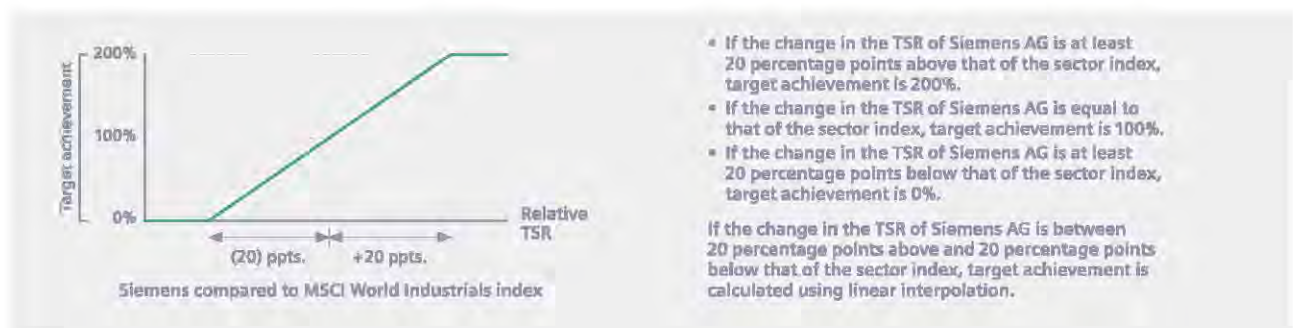 200%
100%
0%
Target achievement
Relative
TSR
(20) ppts.
+20 ppts.
Siemens compared to MSCI World Industrials index
• If the change in the TSR of Siemens AG is at least
20 percentage points above that of the sector index,
target achievement is 200%.
• If the change in the TSR of Siemens AG is equal to
that of the sector index, target achievement is 100%.
• If the change in the TSR of Siemens AG is at least
20 percentage points below that of the sector index,
target achievement is 0%.
If the change in the TSR of Siemens AG is between
20 percentage points above and 20 percentage points
below that of the sector index, target achievement is
calculated using linear interpolation.